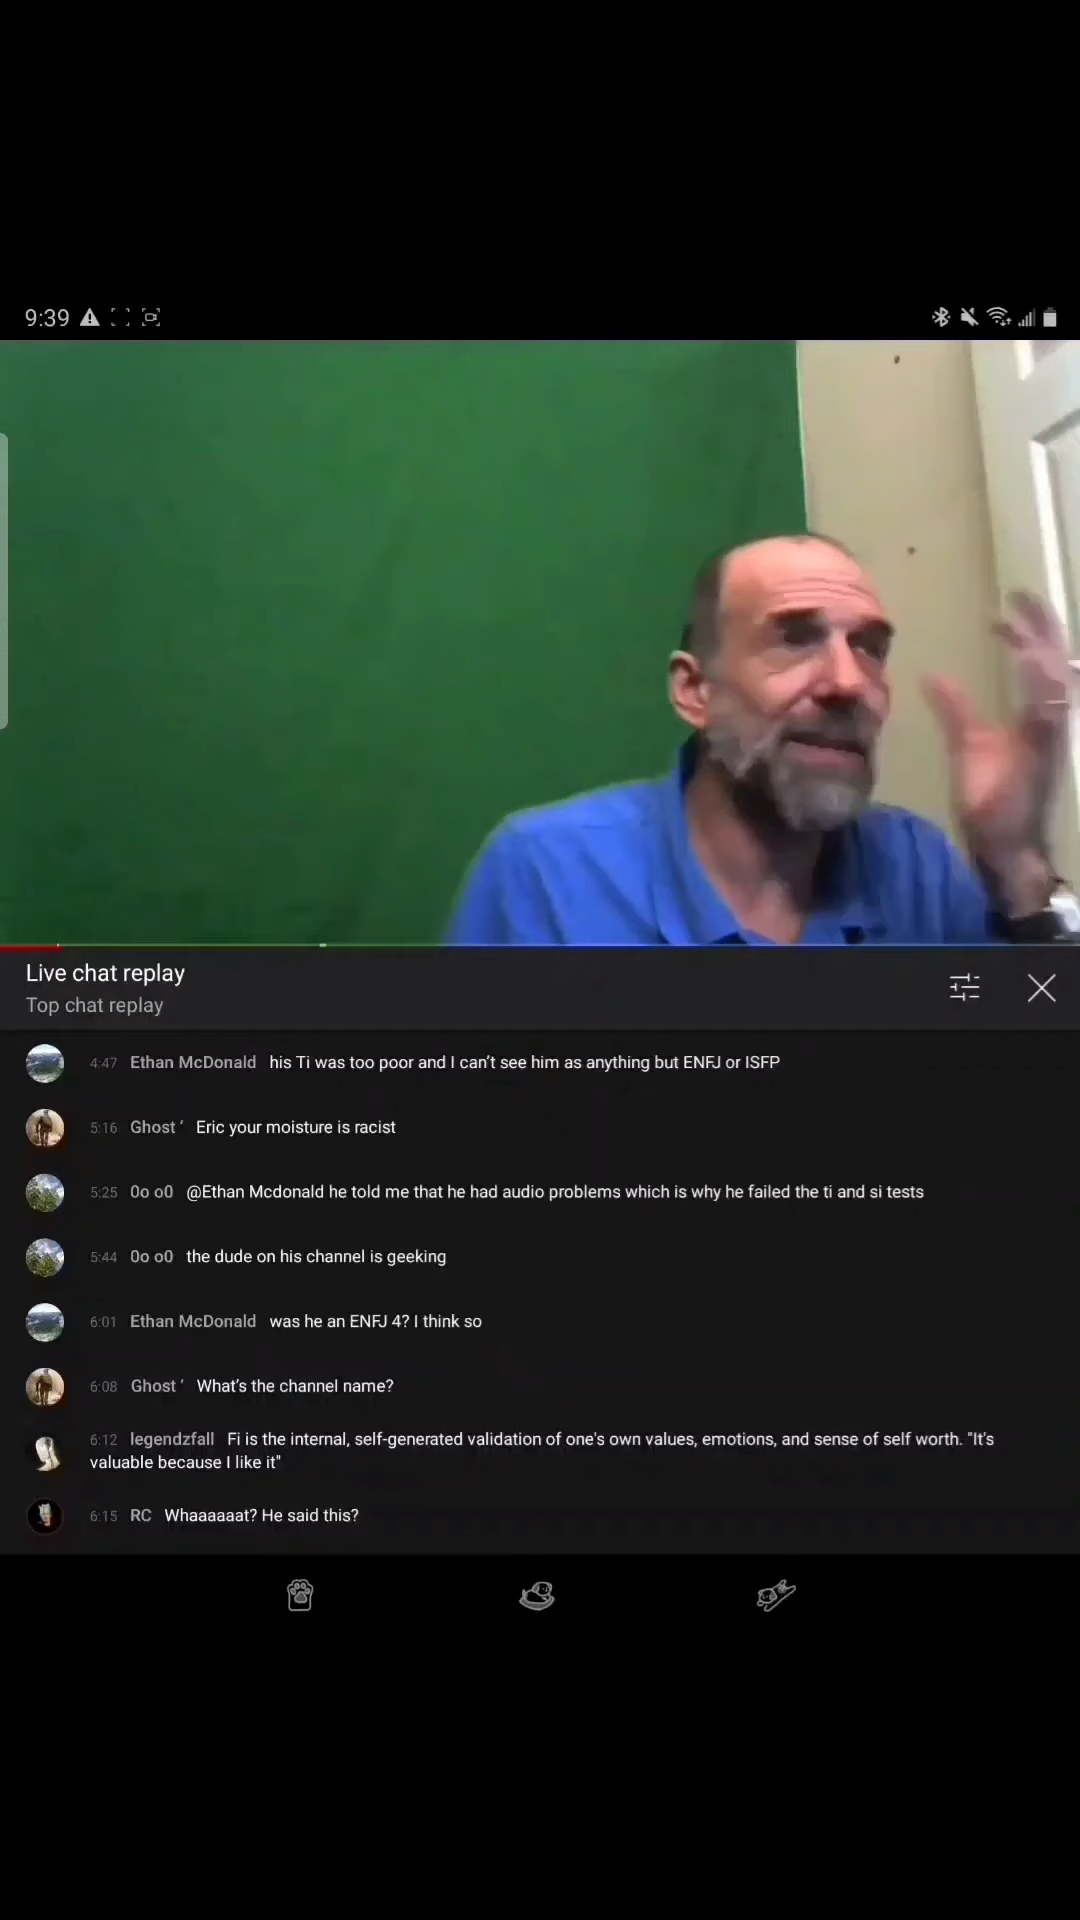 9:39
Live chat replay
Top chat replay
4:47 Ethan McDonald his Ti was too poor and I can't see him as anything but ENFJ or ISFP
5:16 Ghost ' Eric your moisture is racist
5:25 0o o0 @Ethan Mcdonald he told me that he had audio problems which is why he failed the ti and si tests
5:44 0o o0 the dude on his channel is geeking
6:01 Ethan McDonald was he an ENFJ 4? I think so
6:08 Ghost ' What's the channel name?
6:12 legendzfall Fi is the internal, self-generated validation of one's own values, emotions, and sense of self worth. "It's
valuable because I like it"
6:15 RC Whaaaaaat? He said this?